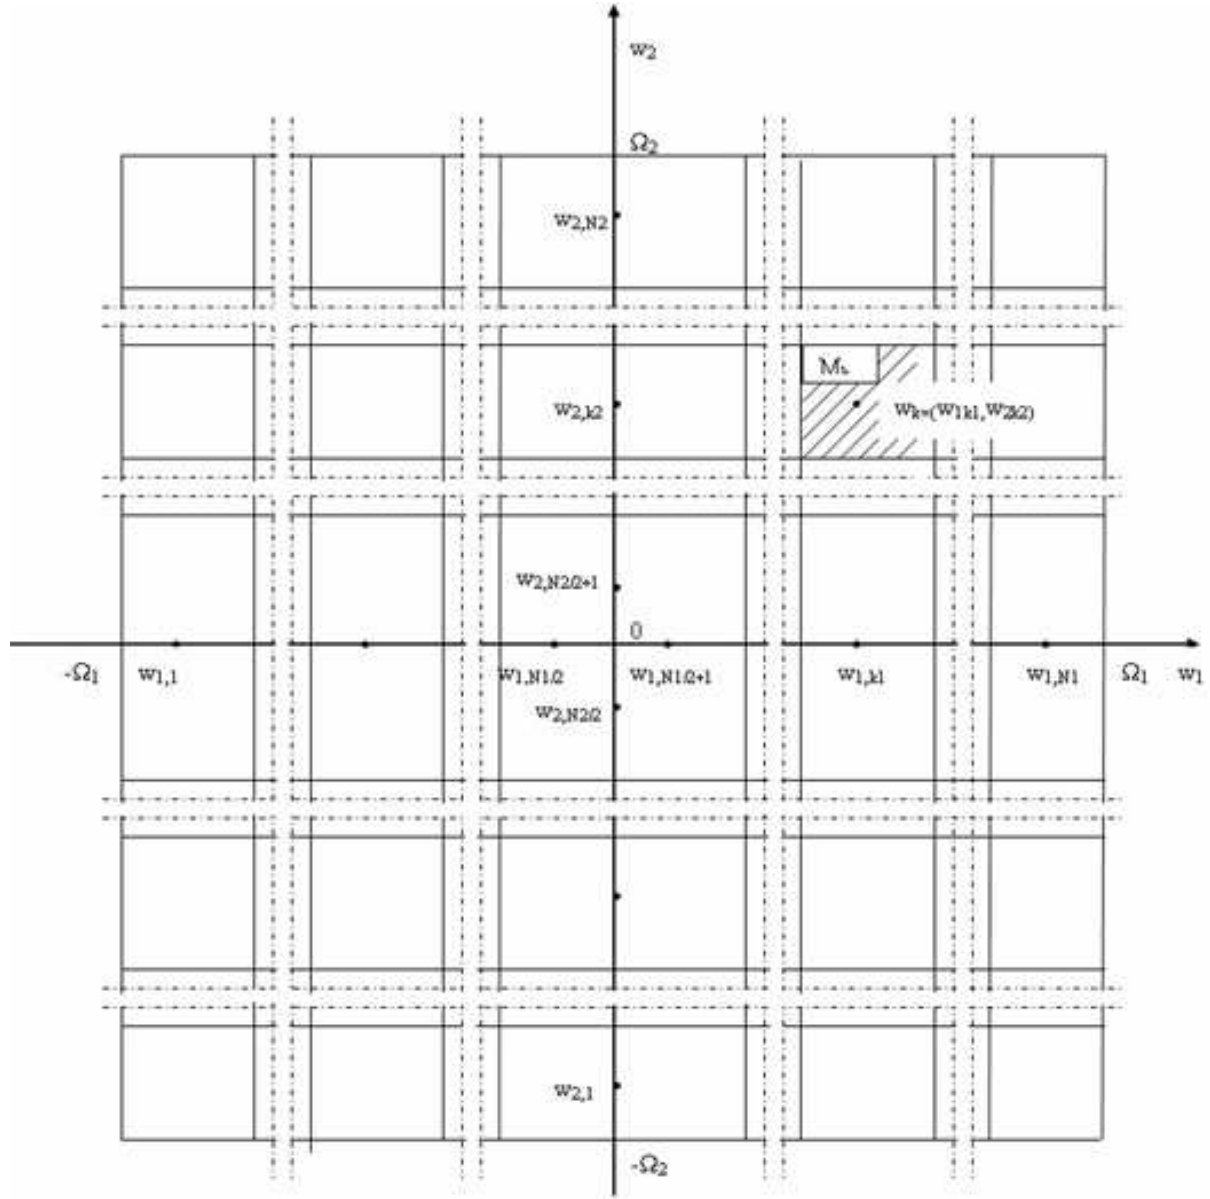 w2
Ω2
w2,N2
Mk
w2,k2
wk=(w1k1,w2k2)
w2,N2/2+1
0
-Ω1
w1,1
w1,N1/2
w1,N1/2+1
w1,k1
w1,N1
Ω1
w1
w2,N2/2
w2,1
-Ω2